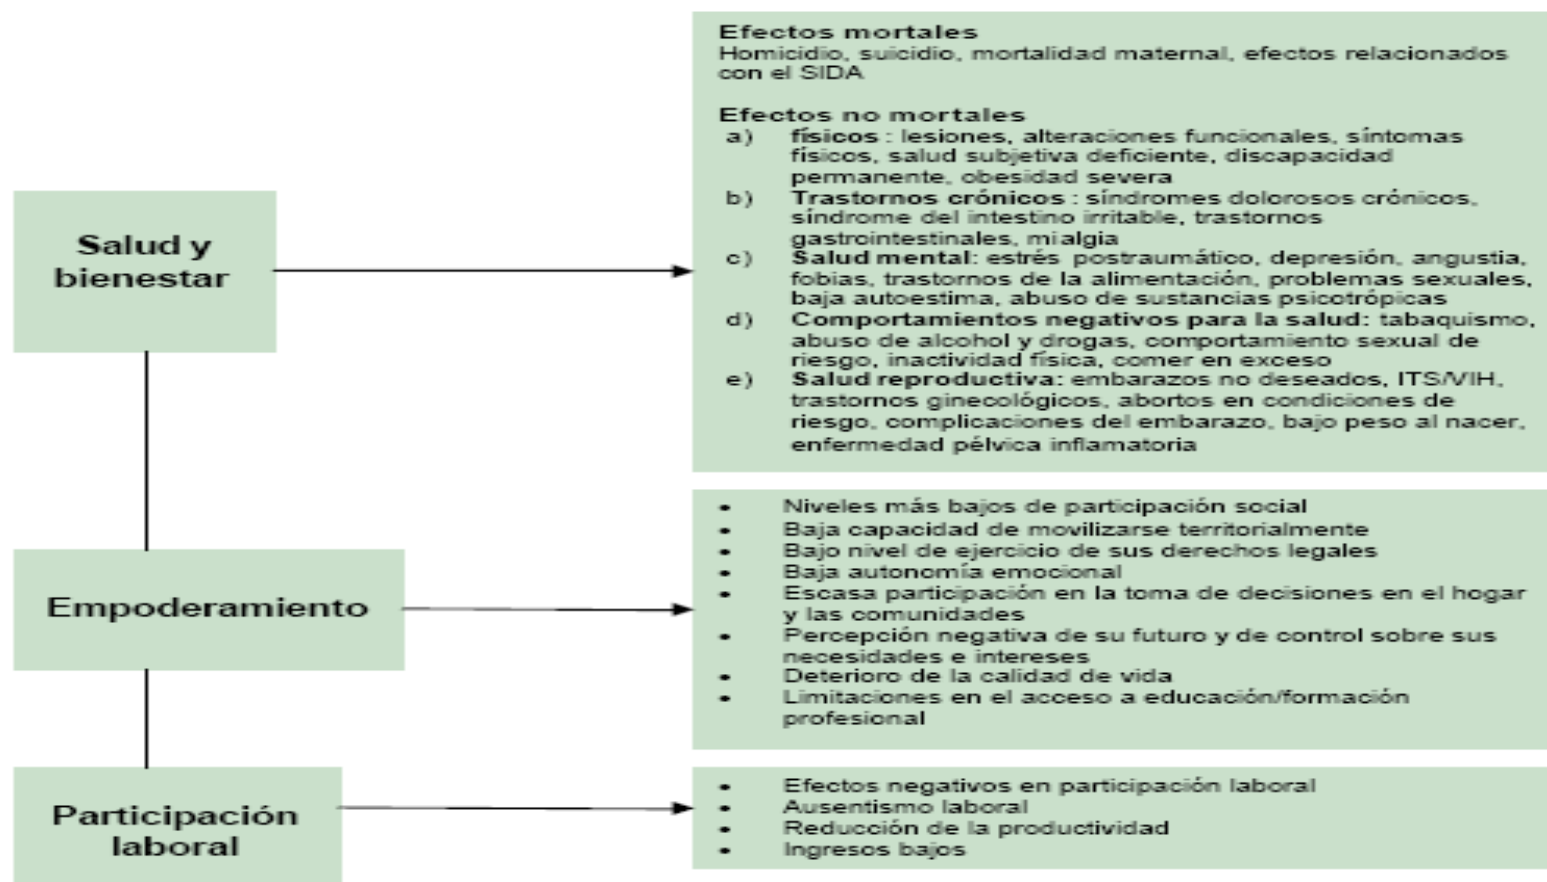 Efectos mortales
Homicidio, suicidio, mortalidad maternal, efectos relacionados
con el SIDA
Efectos no mortales
a) físicos : lesiones, alteraciones funcionales, síntomas
físicos, salud subjetiva deficiente, discapacidad
permanente, obesidad severa
b) Trastornos crónicos : síndromes dolorosos crónicos,
síndrome del intestino irritable, trastornos
gastrointestinales, mialgia
c) Salud mental: estrés postraumático, depresión, angustia,
fobias, trastornos de la alimentación, problemas sexuales,
baja autoestima, abuso de sustancias psicotrópicas
d) Comportamientos negativos para la salud: tabaquismo,
abuso de alcohol y drogas, comportamiento sexual de
riesgo, inactividad física, comer en exceso
e) Salud reproductiva: embarazos no deseados, ITS/VIH,
trastornos ginecológicos, abortos en condiciones de
riesgo, complicaciones del embarazo, bajo peso al nacer,
enfermedad pélvica inflamatoria
Salud y
bienestar
• Niveles más bajos de participación social
• Baja capacidad de movilizarse territorialmente
• Bajo nivel de ejercicio de sus derechos legales
• Baja autonomía emocional
• Escasa participación en la toma de decisiones en el hogar
y las comunidades
• Percepción negativa de su futuro y de control sobre sus
necesidades e intereses
• Deterioro de la calidad de vida
• Limitaciones en el acceso a educación/formación
profesional
Empoderamiento
• Efectos negativos en participación laboral
• Ausentismo laboral
• Reducción de la productividad
• Ingresos bajos
Participación
laboral